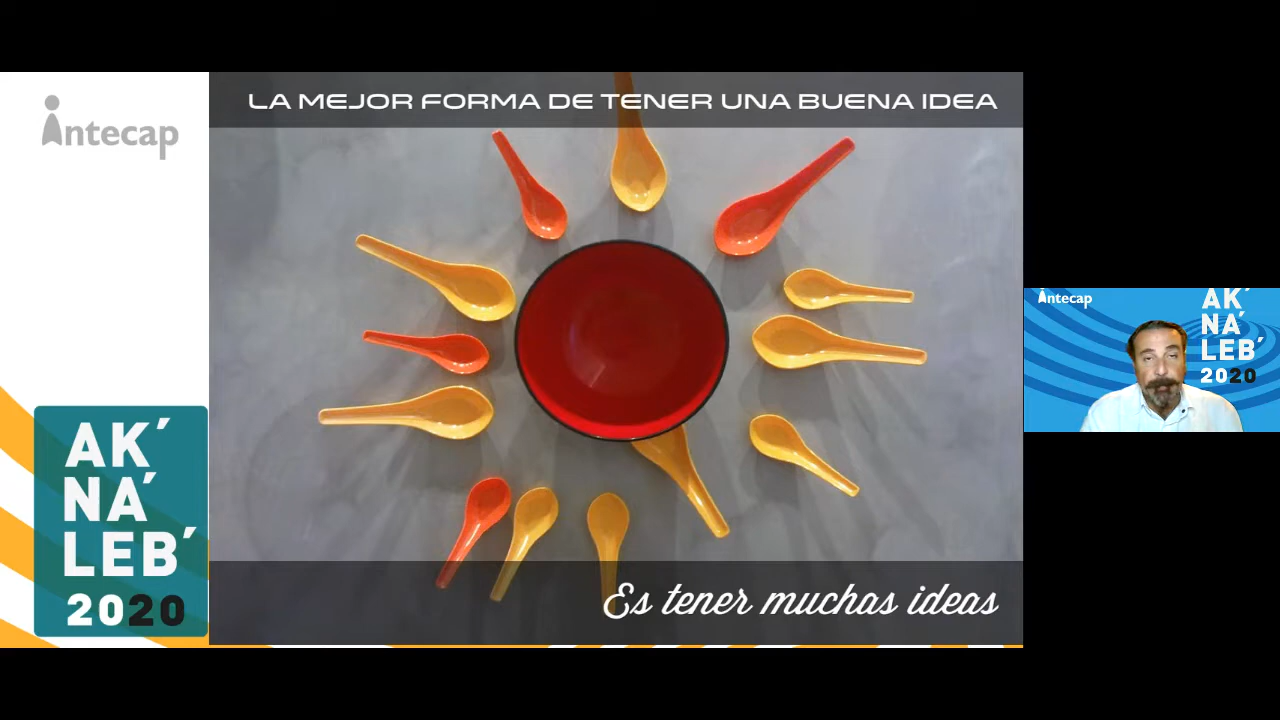 intecap
LA MEJOR FORMA DE TENER UNA BUENA IDEA
AK´
NA´
LEB´
2020
Es tener muchas ideas
intecap
AK´
NA´
LEB´
2020